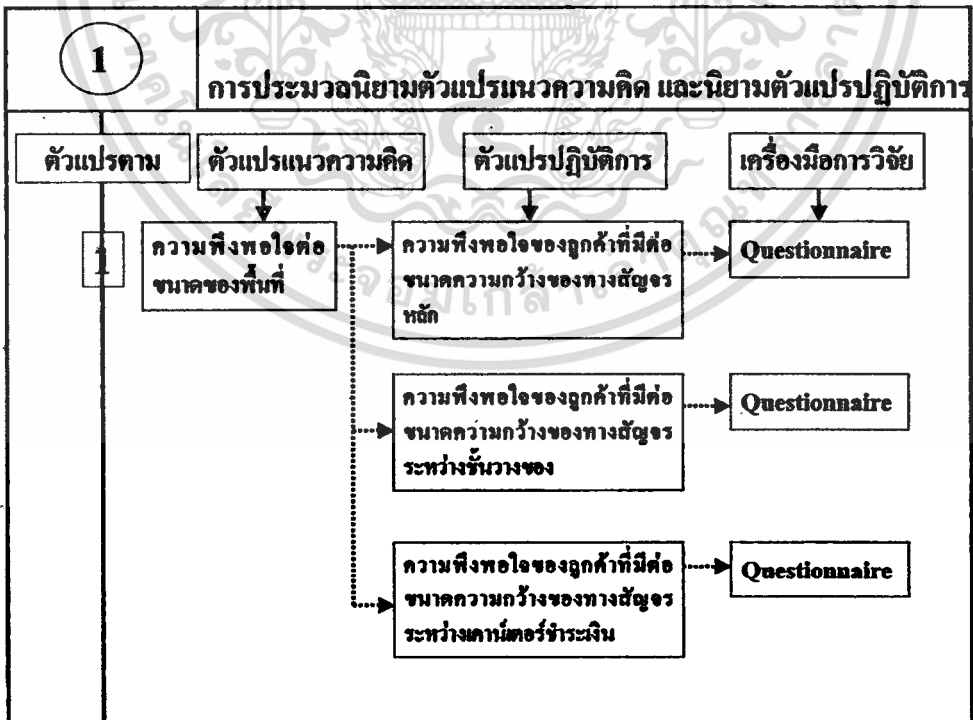 1
การประมวลนิยามตัวแปรแนวความคิด และนิยามตัวแปรปฏิบัติการ
ตัวแปรตาม
ตัวแปรแนวความคิด
ตัวแปรปฏิบัติการ
เครื่องมือการวิจัย
1
ความพึงพอใจต่อ
ขนาดของพื้นที่
ความพึงพอใจของลูกค้าที่มีต่อ
ขนาดความกว้างของทางสัญจร
หลัก
Questionnaire
ความพึงพอใจของลูกค้าที่มีต่อ
ขนาดความกว้างของทางสัญจร
ระหว่างชั้นวางของ
Questionnaire
ความพึงพอใจของลูกค้าที่มีต่อ
ขนาดความกว้างของทางสัญจร
ระหว่างเคาน์เตอร์ชำระเงิน
Questionnaire